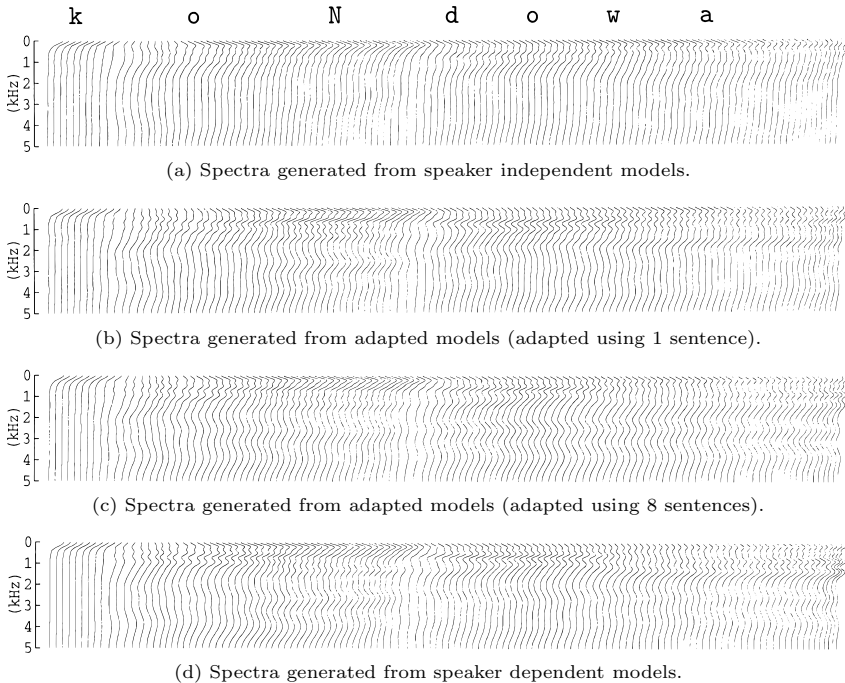 k o N d o w a
0
1
2
3
4
5
(kHz)
(a) Spectra generated from speaker independent models.
0
1
2
3
4
5
(kHz)
(b) Spectra generated from adapted models (adapted using 1 sentence).
0
1
2
3
4
5
(kHz)
(c) Spectra generated from adapted models (adapted using 8 sentences).
0
1
2
3
4
5
(kHz)
(d) Spectra generated from speaker dependent models.